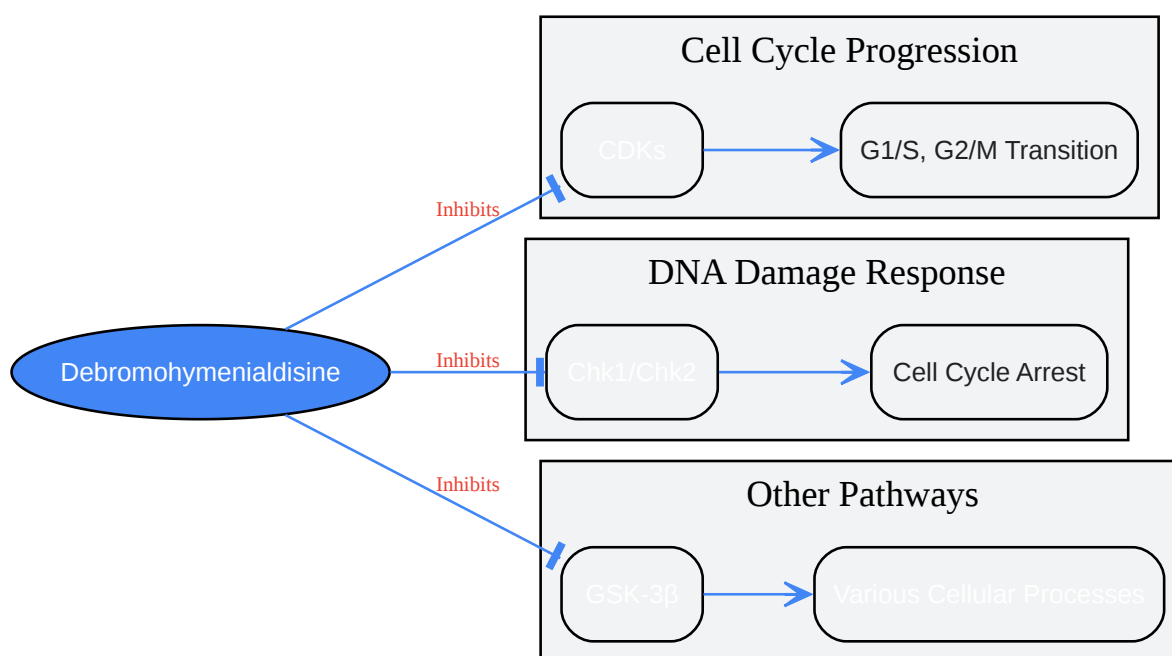 Cell Cycle Progression
CDKs
G1/S, G2/M Transition
Inhibits
DNA Damage Response
Debromohymenialdisine
Inhibits
Chk1/Chk2
Cell Cycle Arrest
Inhibits
Other Pathways
GSK-3β
Various Cellular Processes